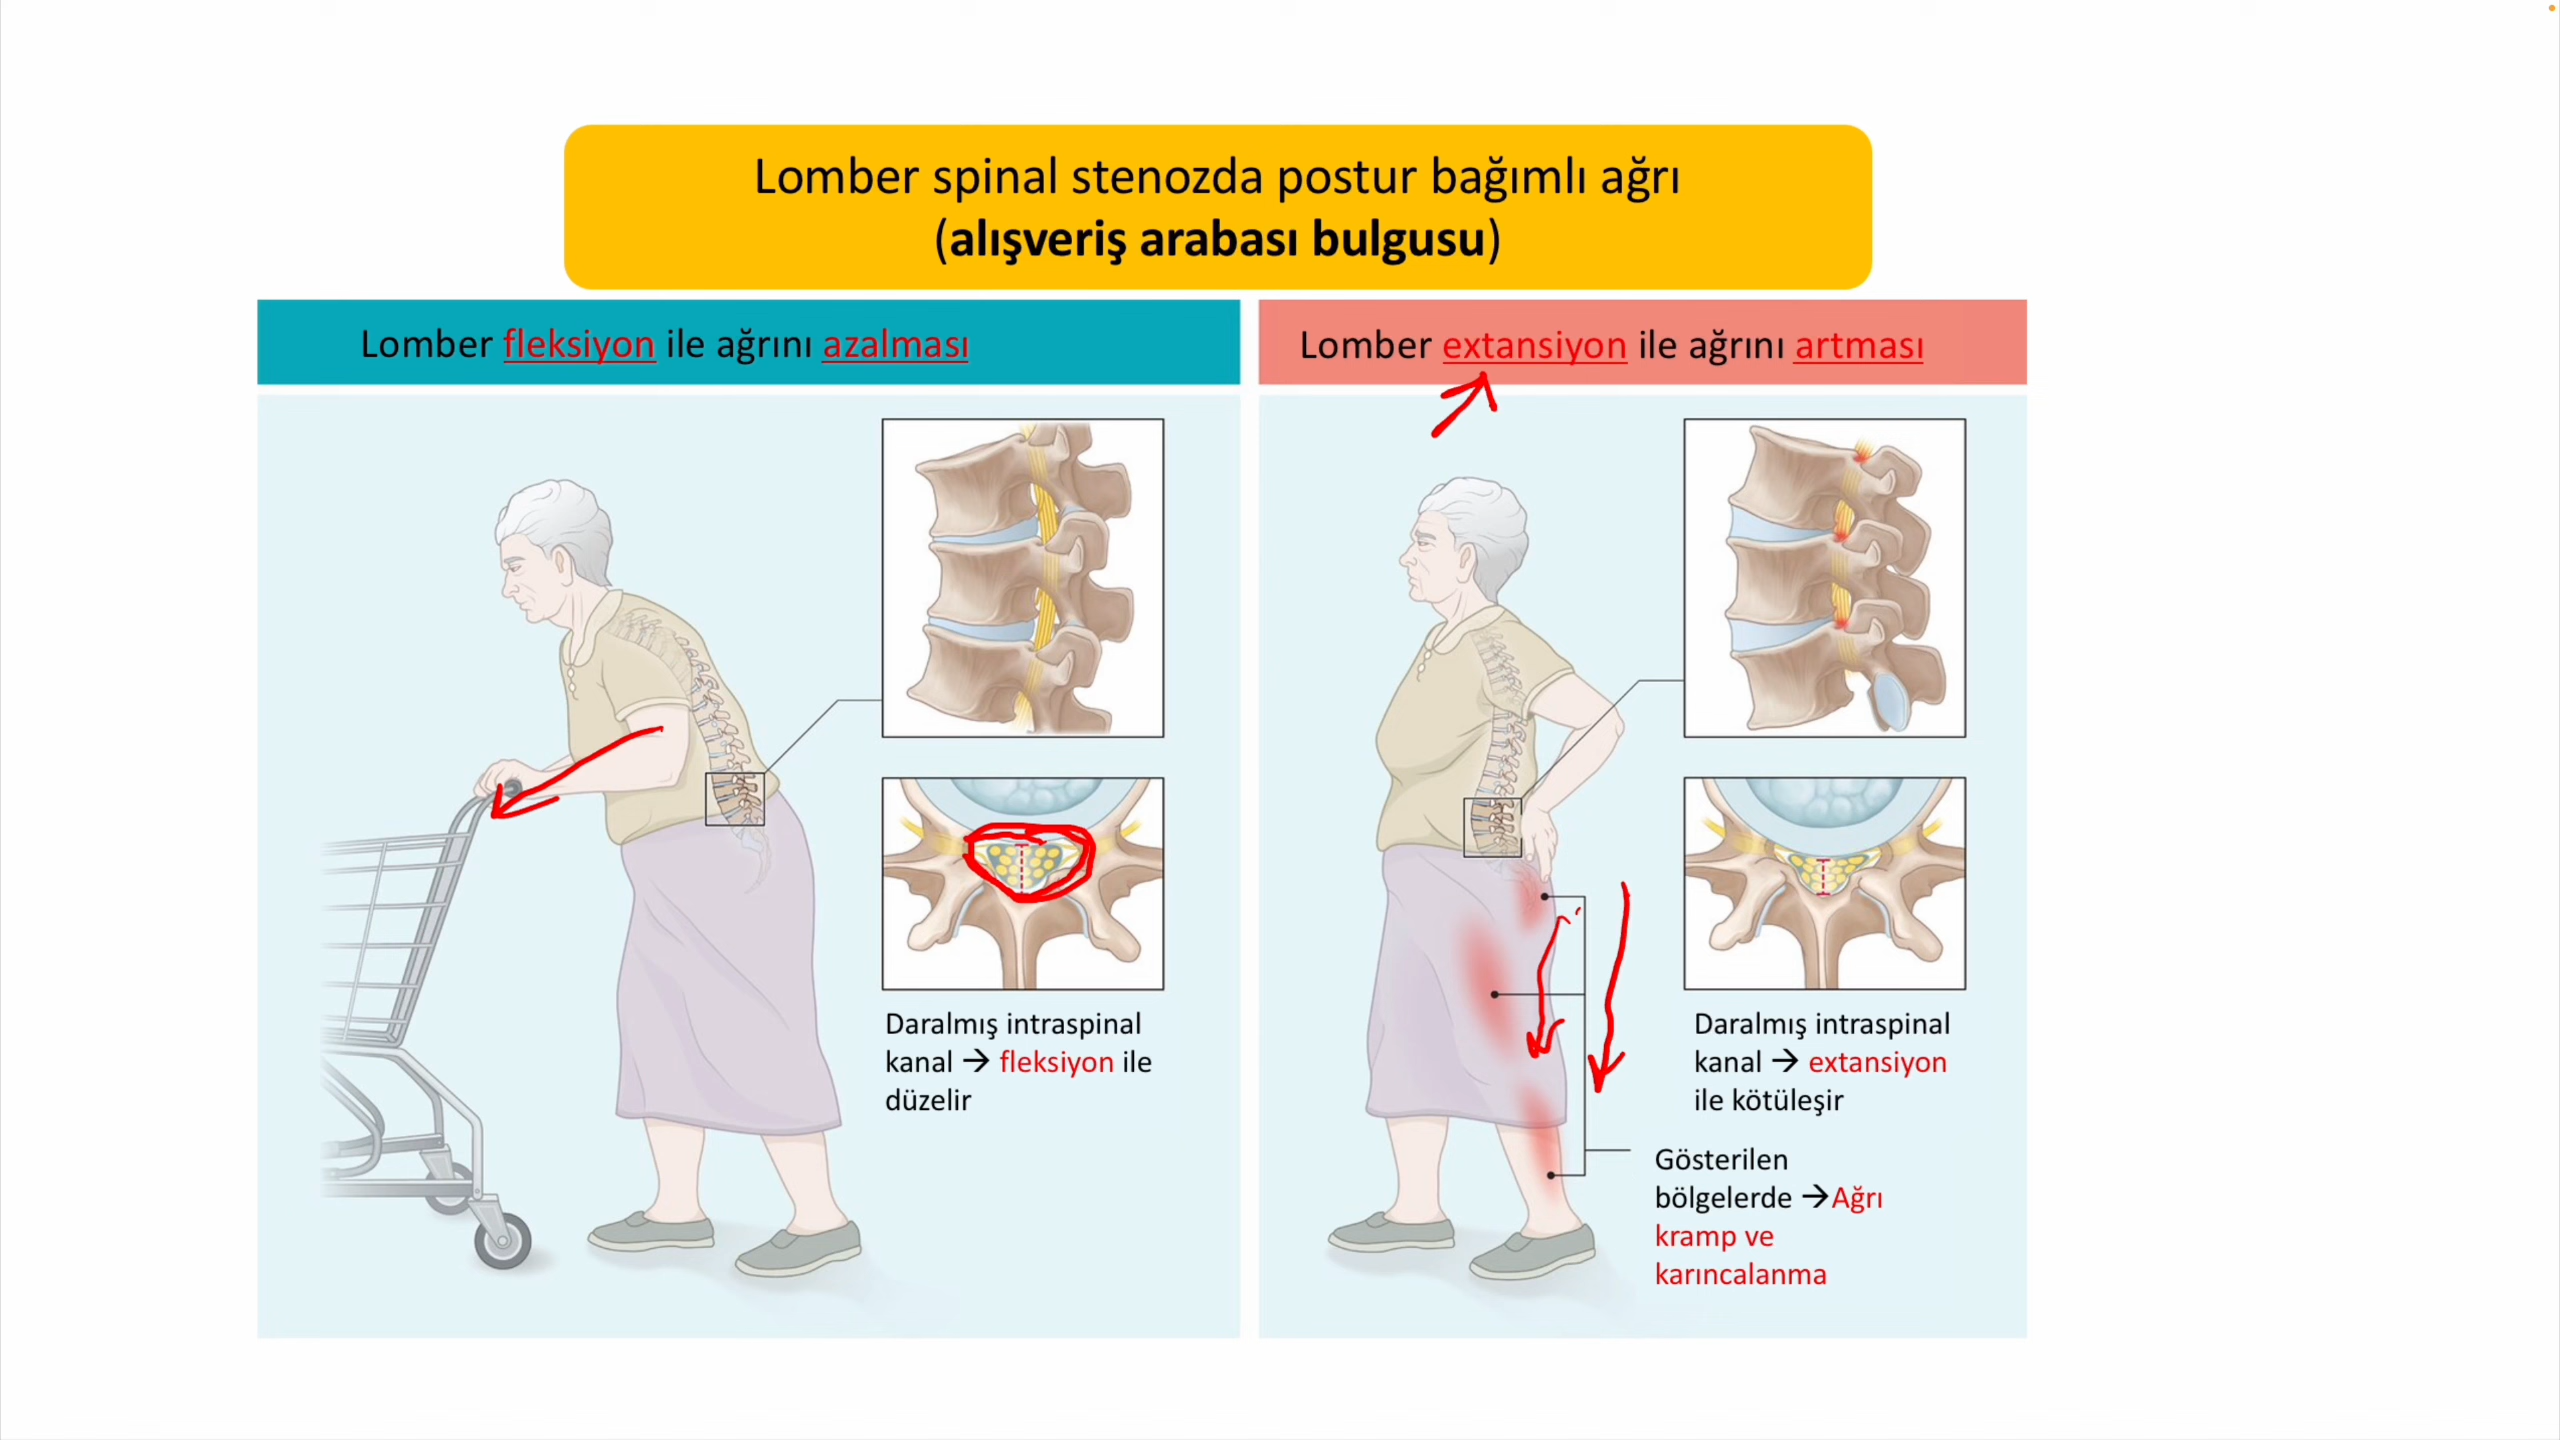 Lomber spinal stenozda postur bağımlı ağrı
(alışveriş arabası bulgusu)
Lomber fleksiyon ile ağrını azalması
Lomber extansiyon ile ağrını artması
Daralmış intraspinal
kanal → fleksiyon ile
düzelir
Daralmış intraspinal
kanal → extansiyon
ile kötüleşir
Gösterilen
bölgelerde →Ağrı
kramp ve
karıncalanma